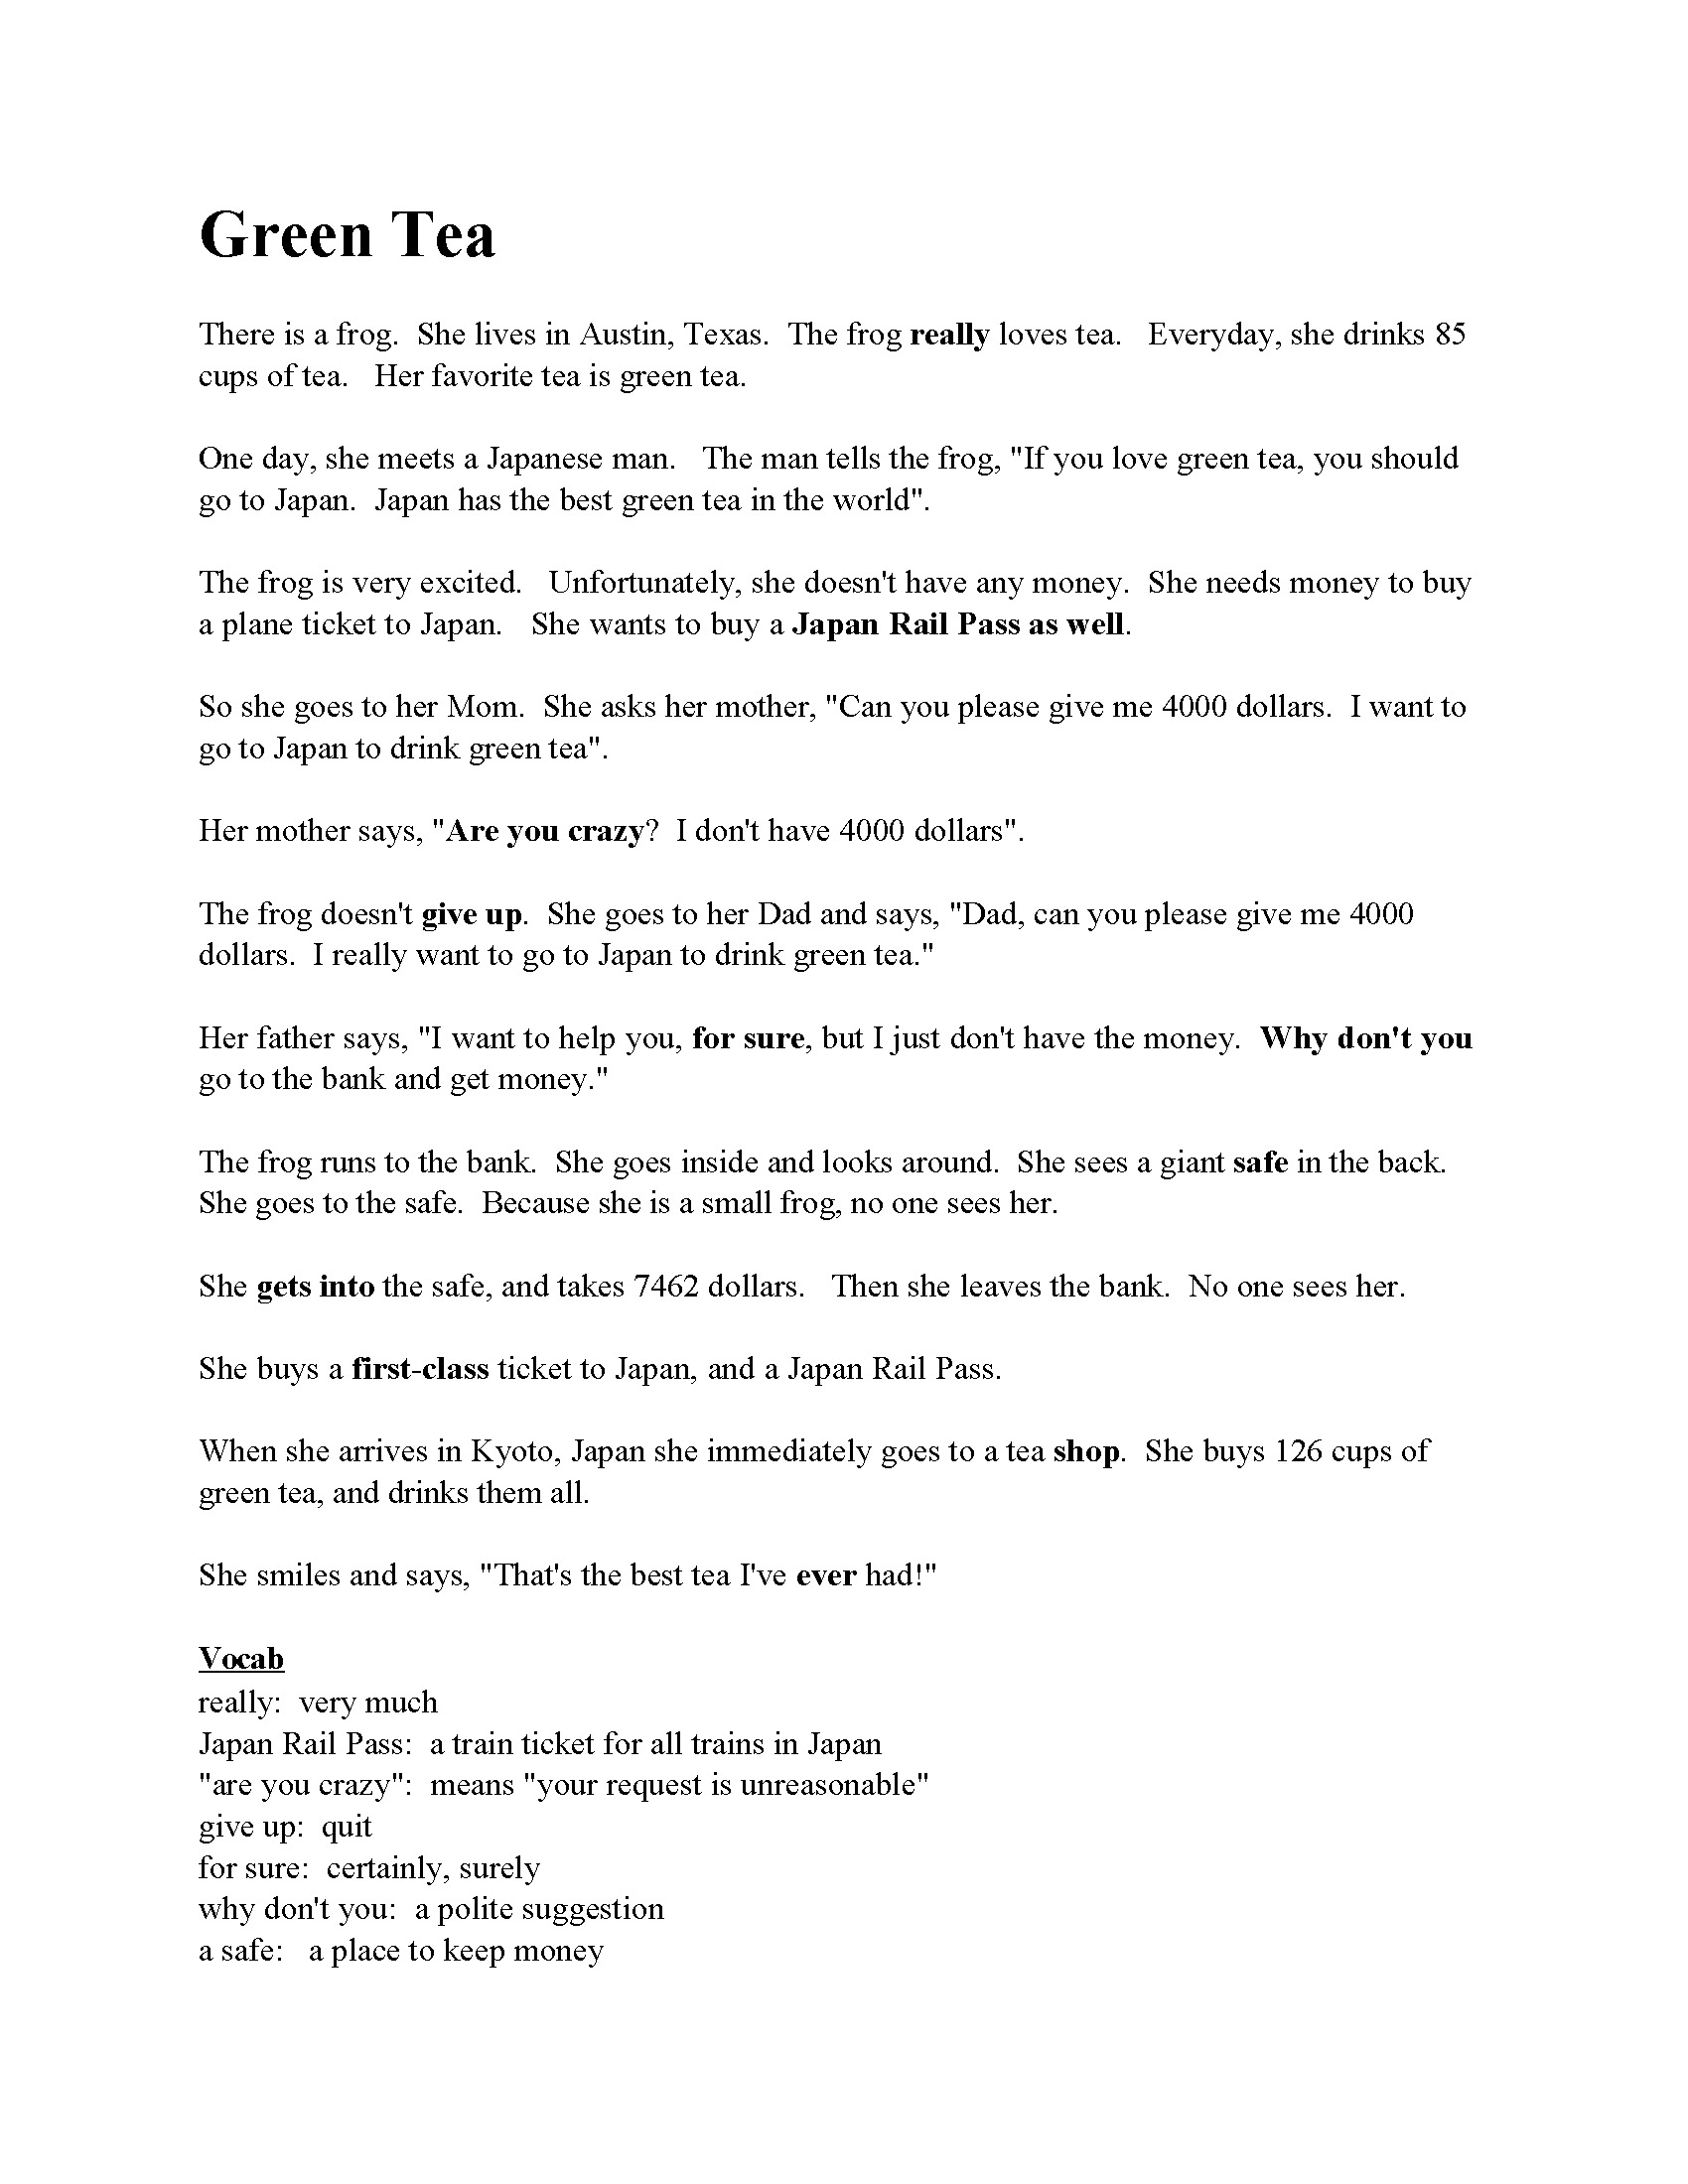 Green Tea
There is a frog.  She lives in Austin, Texas.  The frog really loves tea.   Everyday, she drinks 85
cups of tea.   Her favorite tea is green tea.
One day, she meets a Japanese man.   The man tells the frog, "If you love green tea, you should
go to Japan.  Japan has the best green tea in the world".
The frog is very excited.   Unfortunately, she doesn't have any money.  She needs money to buy
a plane ticket to Japan.   She wants to buy a Japan Rail Pass as well.
So she goes to her Mom.  She asks her mother, "Can you please give me 4000 dollars.  I want to
go to Japan to drink green tea".
Her mother says, "Are you crazy?  I don't have 4000 dollars".
The frog doesn't give up.  She goes to her Dad and says, "Dad, can you please give me 4000
dollars.  I really want to go to Japan to drink green tea."
Her father says, "I want to help you, for sure, but I just don't have the money.  Why don't you
go to the bank and get money."
The frog runs to the bank.  She goes inside and looks around.  She sees a giant safe in the back.
She goes to the safe.  Because she is a small frog, no one sees her.
She gets into the safe, and takes 7462 dollars.   Then she leaves the bank.  No one sees her.
She buys a first-class ticket to Japan, and a Japan Rail Pass.
When she arrives in Kyoto, Japan she immediately goes to a tea shop.  She buys 126 cups of
green tea, and drinks them all.
She smiles and says, "That's the best tea I've ever had!"
Vocab
really:  very much
Japan Rail Pass:  a train ticket for all trains in Japan
"are you crazy":  means "your request is unreasonable"
give up:  quit
for sure:  certainly, surely
why don't you:  a polite suggestion
a safe:   a place to keep money